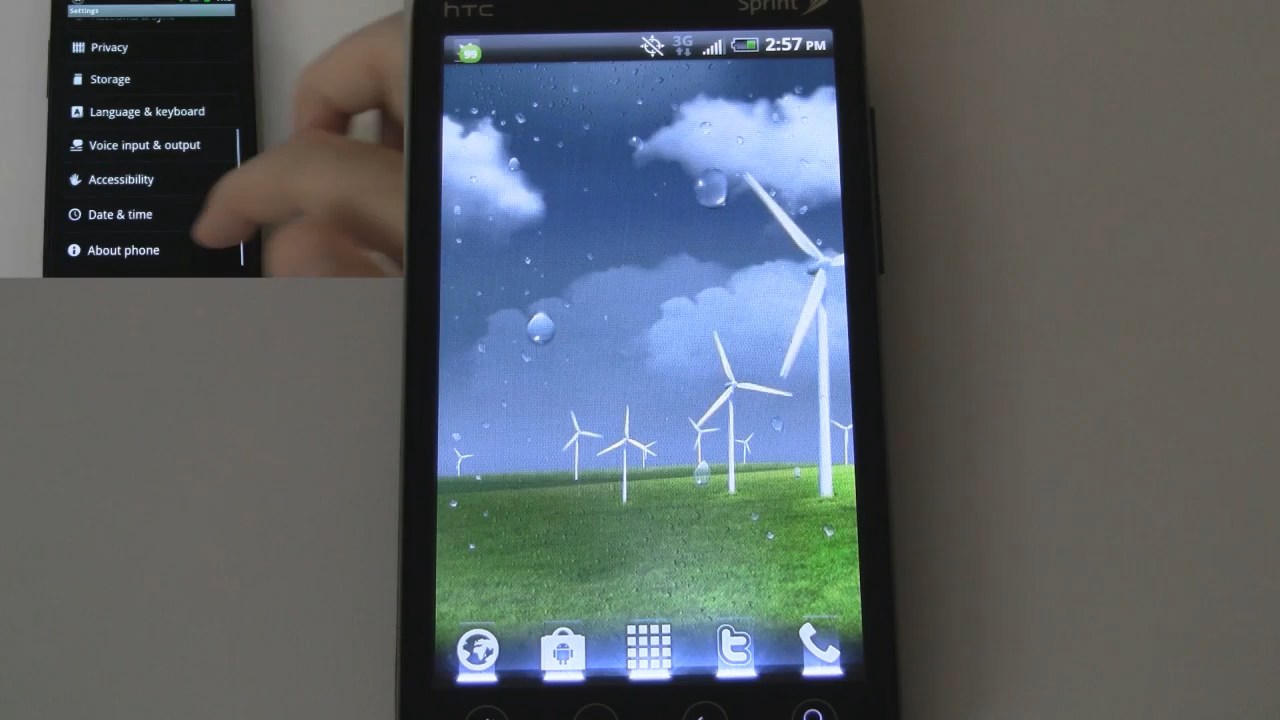 Settings
Privacy
Storage
Language & keyboard
Voice input & output
Accessibility
Date & time
About phone
hTC
Sprint
99
3G
2:57 PM